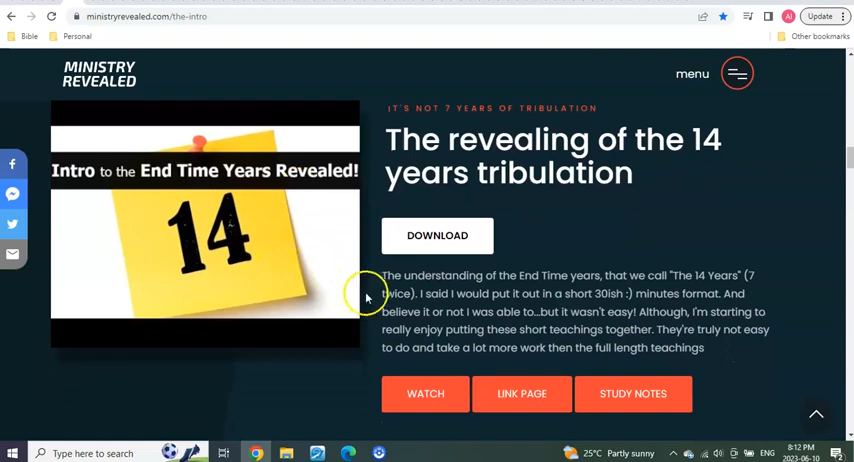 ministryrevealed.com/the-intro
AI
Update
Bible
Personal
Other bookmarks
MINISTRY
REVEALED
menu
IT'S NOT 7 YEARS OF TRIBULATION
The revealing of the 14
years tribulation
Intro to the End Time Years Revealed!
14
DOWNLOAD
The understanding of the End Time years, that we call "The 14 Years" (7
twice). I said I would put it out in a short 30ish :) minutes format. And
believe it or not I was able to...but it wasn't easy! Although, I'm starting to
really enjoy putting these short teachings together. They're truly not easy
to do and take a lot more work then the full length teachings
WATCH
LINK PAGE
STUDY NOTES
Type here to search
25°C Partly sunny
ENG
8:12 PM
2023-06-10
2